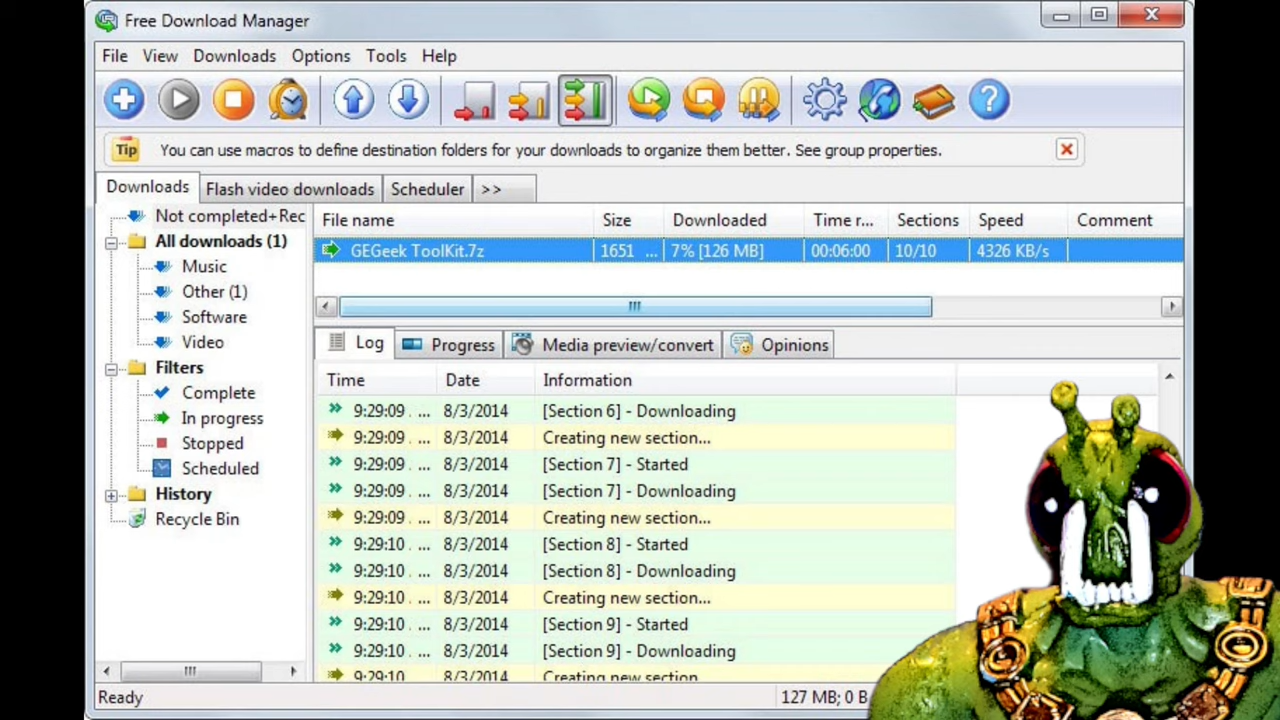 Free Download Manager
File View Downloads Options Tools Help
Tip You can use macros to define destination folders for your downloads to organize them better. See group properties.
Downloads Flash video downloads Scheduler >>
Not completed+Rec
All downloads (1)
Music
Other (1)
Software
Video
Filters
Complete
In progress
Stopped
Scheduled
History
Recycle Bin
File name Size Downloaded Time r... Sections Speed Comment
GEGeek ToolKit.7z 1651 ... 7% [126 MB] 00:06:00 10/10 4326 KB/s
Log Progress Media preview/convert Opinions
Time Date Information
9:29:09 ... 8/3/2014 [Section 6] - Downloading
9:29:09 ... 8/3/2014 Creating new section...
9:29:09 ... 8/3/2014 [Section 7] - Started
9:29:09 ... 8/3/2014 [Section 7] - Downloading
9:29:09 ... 8/3/2014 Creating new section...
9:29:10 ... 8/3/2014 [Section 8] - Started
9:29:10 ... 8/3/2014 [Section 8] - Downloading
9:29:10 ... 8/3/2014 Creating new section...
9:29:10 ... 8/3/2014 [Section 9] - Started
9:29:10 ... 8/3/2014 [Section 9] - Downloading
9:29:10 ... 8/3/2014 Creating new section
Ready 127 MB; 0 B